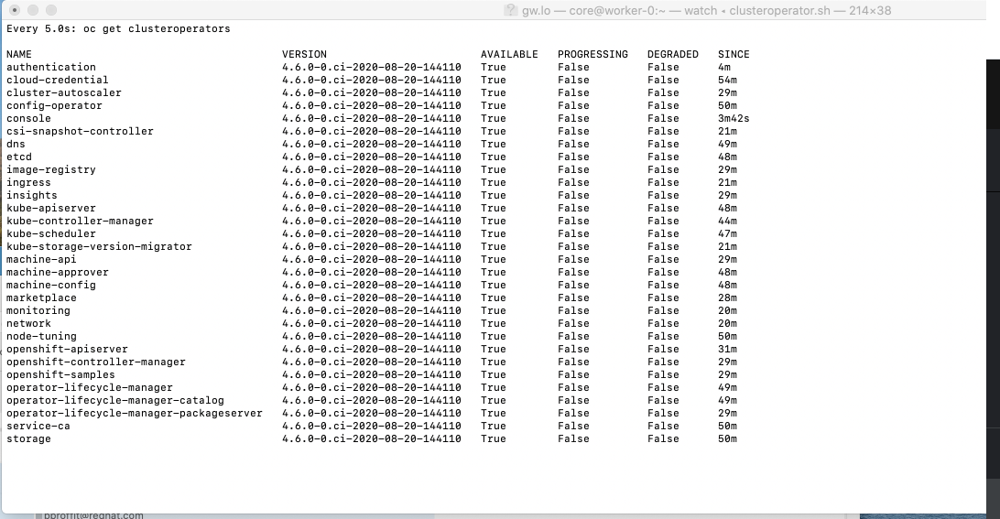 gw.lo — core@worker-0:~ — watch • clusteroperator.sh — 214×38
Every 5.0s: oc get clusteroperators
NAME VERSION AVAILABLE PROGRESSING DEGRADED SINCE
authentication 4.6.0-0.ci-2020-08-20-144110 True False False 4m
cloud-credential 4.6.0-0.ci-2020-08-20-144110 True False False 54m
cluster-autoscaler 4.6.0-0.ci-2020-08-20-144110 True False False 29m
config-operator 4.6.0-0.ci-2020-08-20-144110 True False False 50m
console 4.6.0-0.ci-2020-08-20-144110 True False False 3m42s
csi-snapshot-controller 4.6.0-0.ci-2020-08-20-144110 True False False 21m
dns 4.6.0-0.ci-2020-08-20-144110 True False False 49m
etcd 4.6.0-0.ci-2020-08-20-144110 True False False 48m
image-registry 4.6.0-0.ci-2020-08-20-144110 True False False 29m
ingress 4.6.0-0.ci-2020-08-20-144110 True False False 21m
insights 4.6.0-0.ci-2020-08-20-144110 True False False 29m
kube-apiserver 4.6.0-0.ci-2020-08-20-144110 True False False 48m
kube-controller-manager 4.6.0-0.ci-2020-08-20-144110 True False False 44m
kube-scheduler 4.6.0-0.ci-2020-08-20-144110 True False False 47m
kube-storage-version-migrator 4.6.0-0.ci-2020-08-20-144110 True False False 21m
machine-api 4.6.0-0.ci-2020-08-20-144110 True False False 29m
machine-approver 4.6.0-0.ci-2020-08-20-144110 True False False 48m
machine-config 4.6.0-0.ci-2020-08-20-144110 True False False 48m
marketplace 4.6.0-0.ci-2020-08-20-144110 True False False 28m
monitoring 4.6.0-0.ci-2020-08-20-144110 True False False 20m
network 4.6.0-0.ci-2020-08-20-144110 True False False 20m
node-tuning 4.6.0-0.ci-2020-08-20-144110 True False False 50m
openshift-apiserver 4.6.0-0.ci-2020-08-20-144110 True False False 31m
openshift-controller-manager 4.6.0-0.ci-2020-08-20-144110 True False False 29m
openshift-samples 4.6.0-0.ci-2020-08-20-144110 True False False 29m
operator-lifecycle-manager 4.6.0-0.ci-2020-08-20-144110 True False False 49m
operator-lifecycle-manager-catalog 4.6.0-0.ci-2020-08-20-144110 True False False 49m
operator-lifecycle-manager-packageserver 4.6.0-0.ci-2020-08-20-144110 True False False 29m
service-ca 4.6.0-0.ci-2020-08-20-144110 True False False 50m
storage 4.6.0-0.ci-2020-08-20-144110 True False False 50m
bproffit@redhat.com